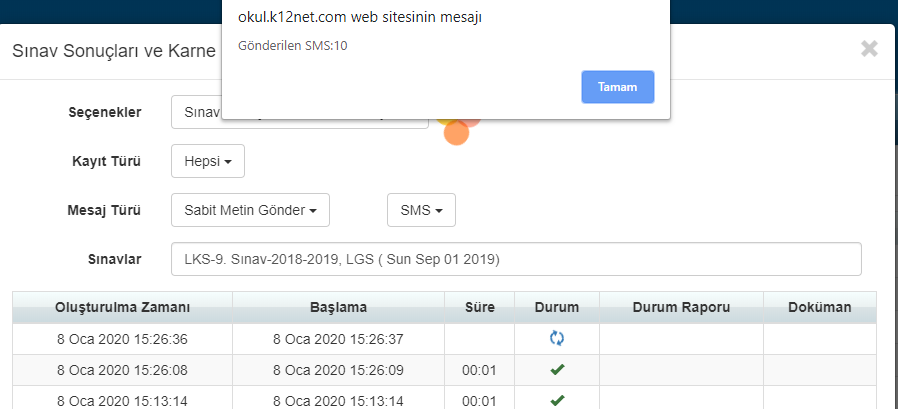 okul.k12net.com web sitesinin mesajı
Gönderilen SMS:10
Tamam
Sınav Sonuçları ve Karne
Seçenekler Sınav
Kayıt Türü Hepsi
Mesaj Türü Sabit Metin Gönder SMS
Sınavlar LKS-9. Sınav-2018-2019, LGS ( Sun Sep 01 2019)
Oluşturulma Zamanı Başlama Süre Durum Durum Raporu Doküman
8 Oca 2020 15:26:36 8 Oca 2020 15:26:37
8 Oca 2020 15:26:08 8 Oca 2020 15:26:09 00:01
8 Oca 2020 15:13:14 8 Oca 2020 15:13:14 00:01